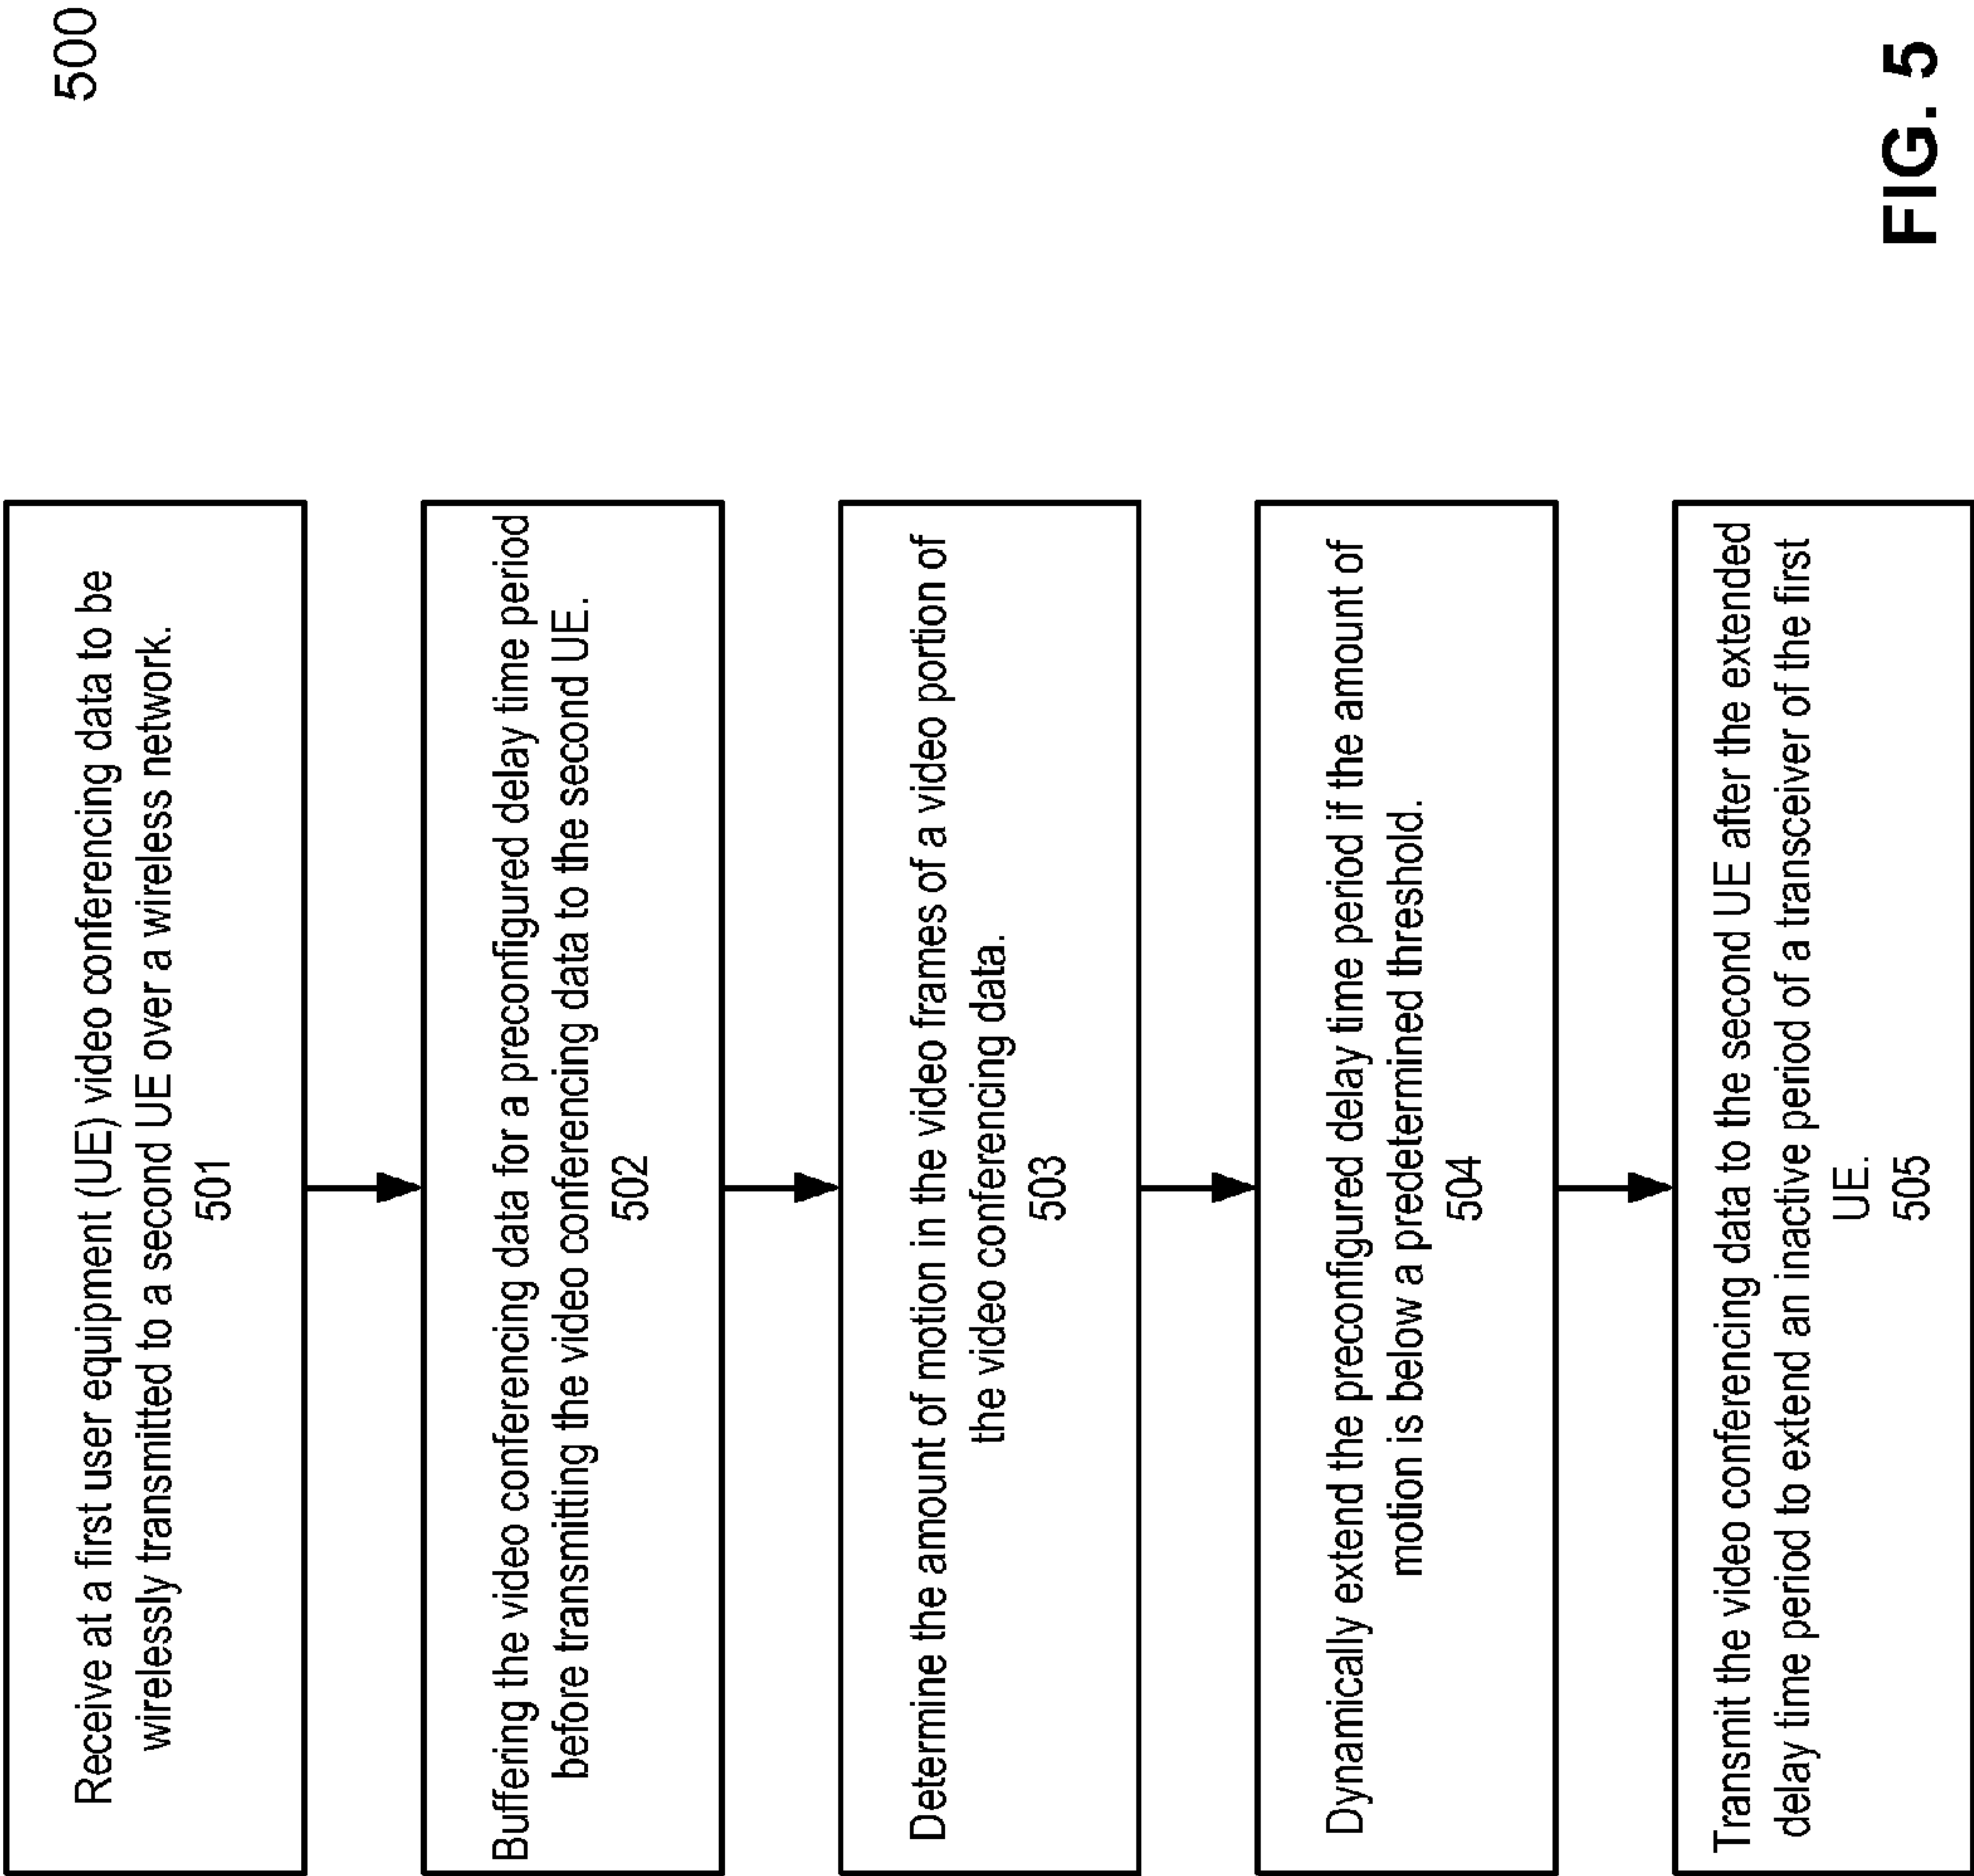 500
Receive at a first user equipment (UE) video conferencing data to be
wirelessly transmitted to a second UE over a wireless network.
501
Buffering the video conferencing data for a preconfigured delay time period
before transmitting the video conferencing data to the second UE.
502
Determine the amount of motion in the video frames of a video portion of
the video conferencing data.
503
Dynamically extend the preconfigured delay time period if the amount of
motion is below a predetermined threshold.
504
Transmit the video conferencing data to the second UE after the extended
delay time period to extend an inactive period of a transceiver of the first
UE.
505
FIG. 5